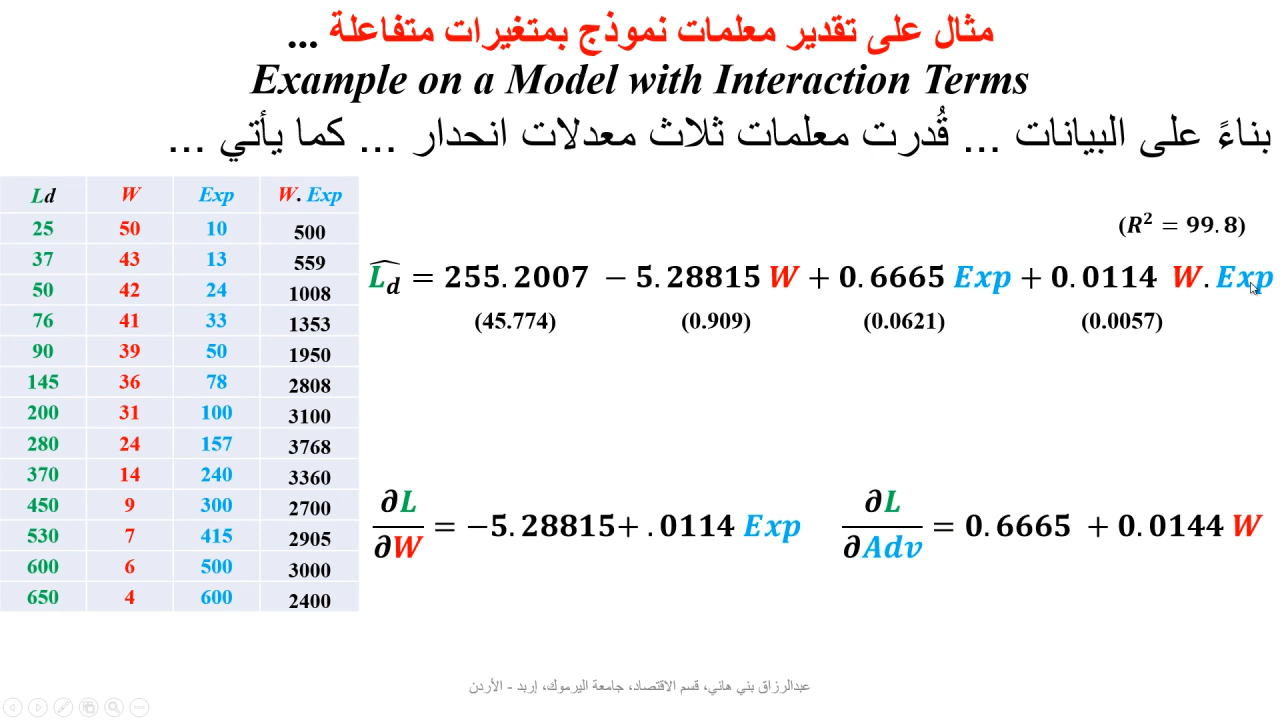 مثال على تقدير معلمات نموذج بمتغيرات متفاعلة ...
Example on a Model with Interaction Terms
بناءً على البيانات ... قُدرت معلمات ثلاث معدلات انحدار ... كما يأتي ...
Ld W Exp W. Exp
25 50 10 500
37 43 13 559
50 42 24 1008
76 41 33 1353
90 39 50 1950
145 36 78 2808
200 31 100 3100
280 24 157 3768
370 14 240 3360
450 9 300 2700
530 7 415 2905
600 6 500 3000
650 4 600 2400
(R² = 99.8)
L̂d = 255.2007 − 5.28815 W + 0.6665 Exp + 0.0114 W. Exp
(45.774) (0.909) (0.0621) (0.0057)
∂L/∂W = −5.28815+ .0114 Exp
∂L/∂Adv = 0.6665 + 0.0144 W
عبدالرزاق بني هاني، قسم الاقتصاد، جامعة اليرموك، إربد - الأردن